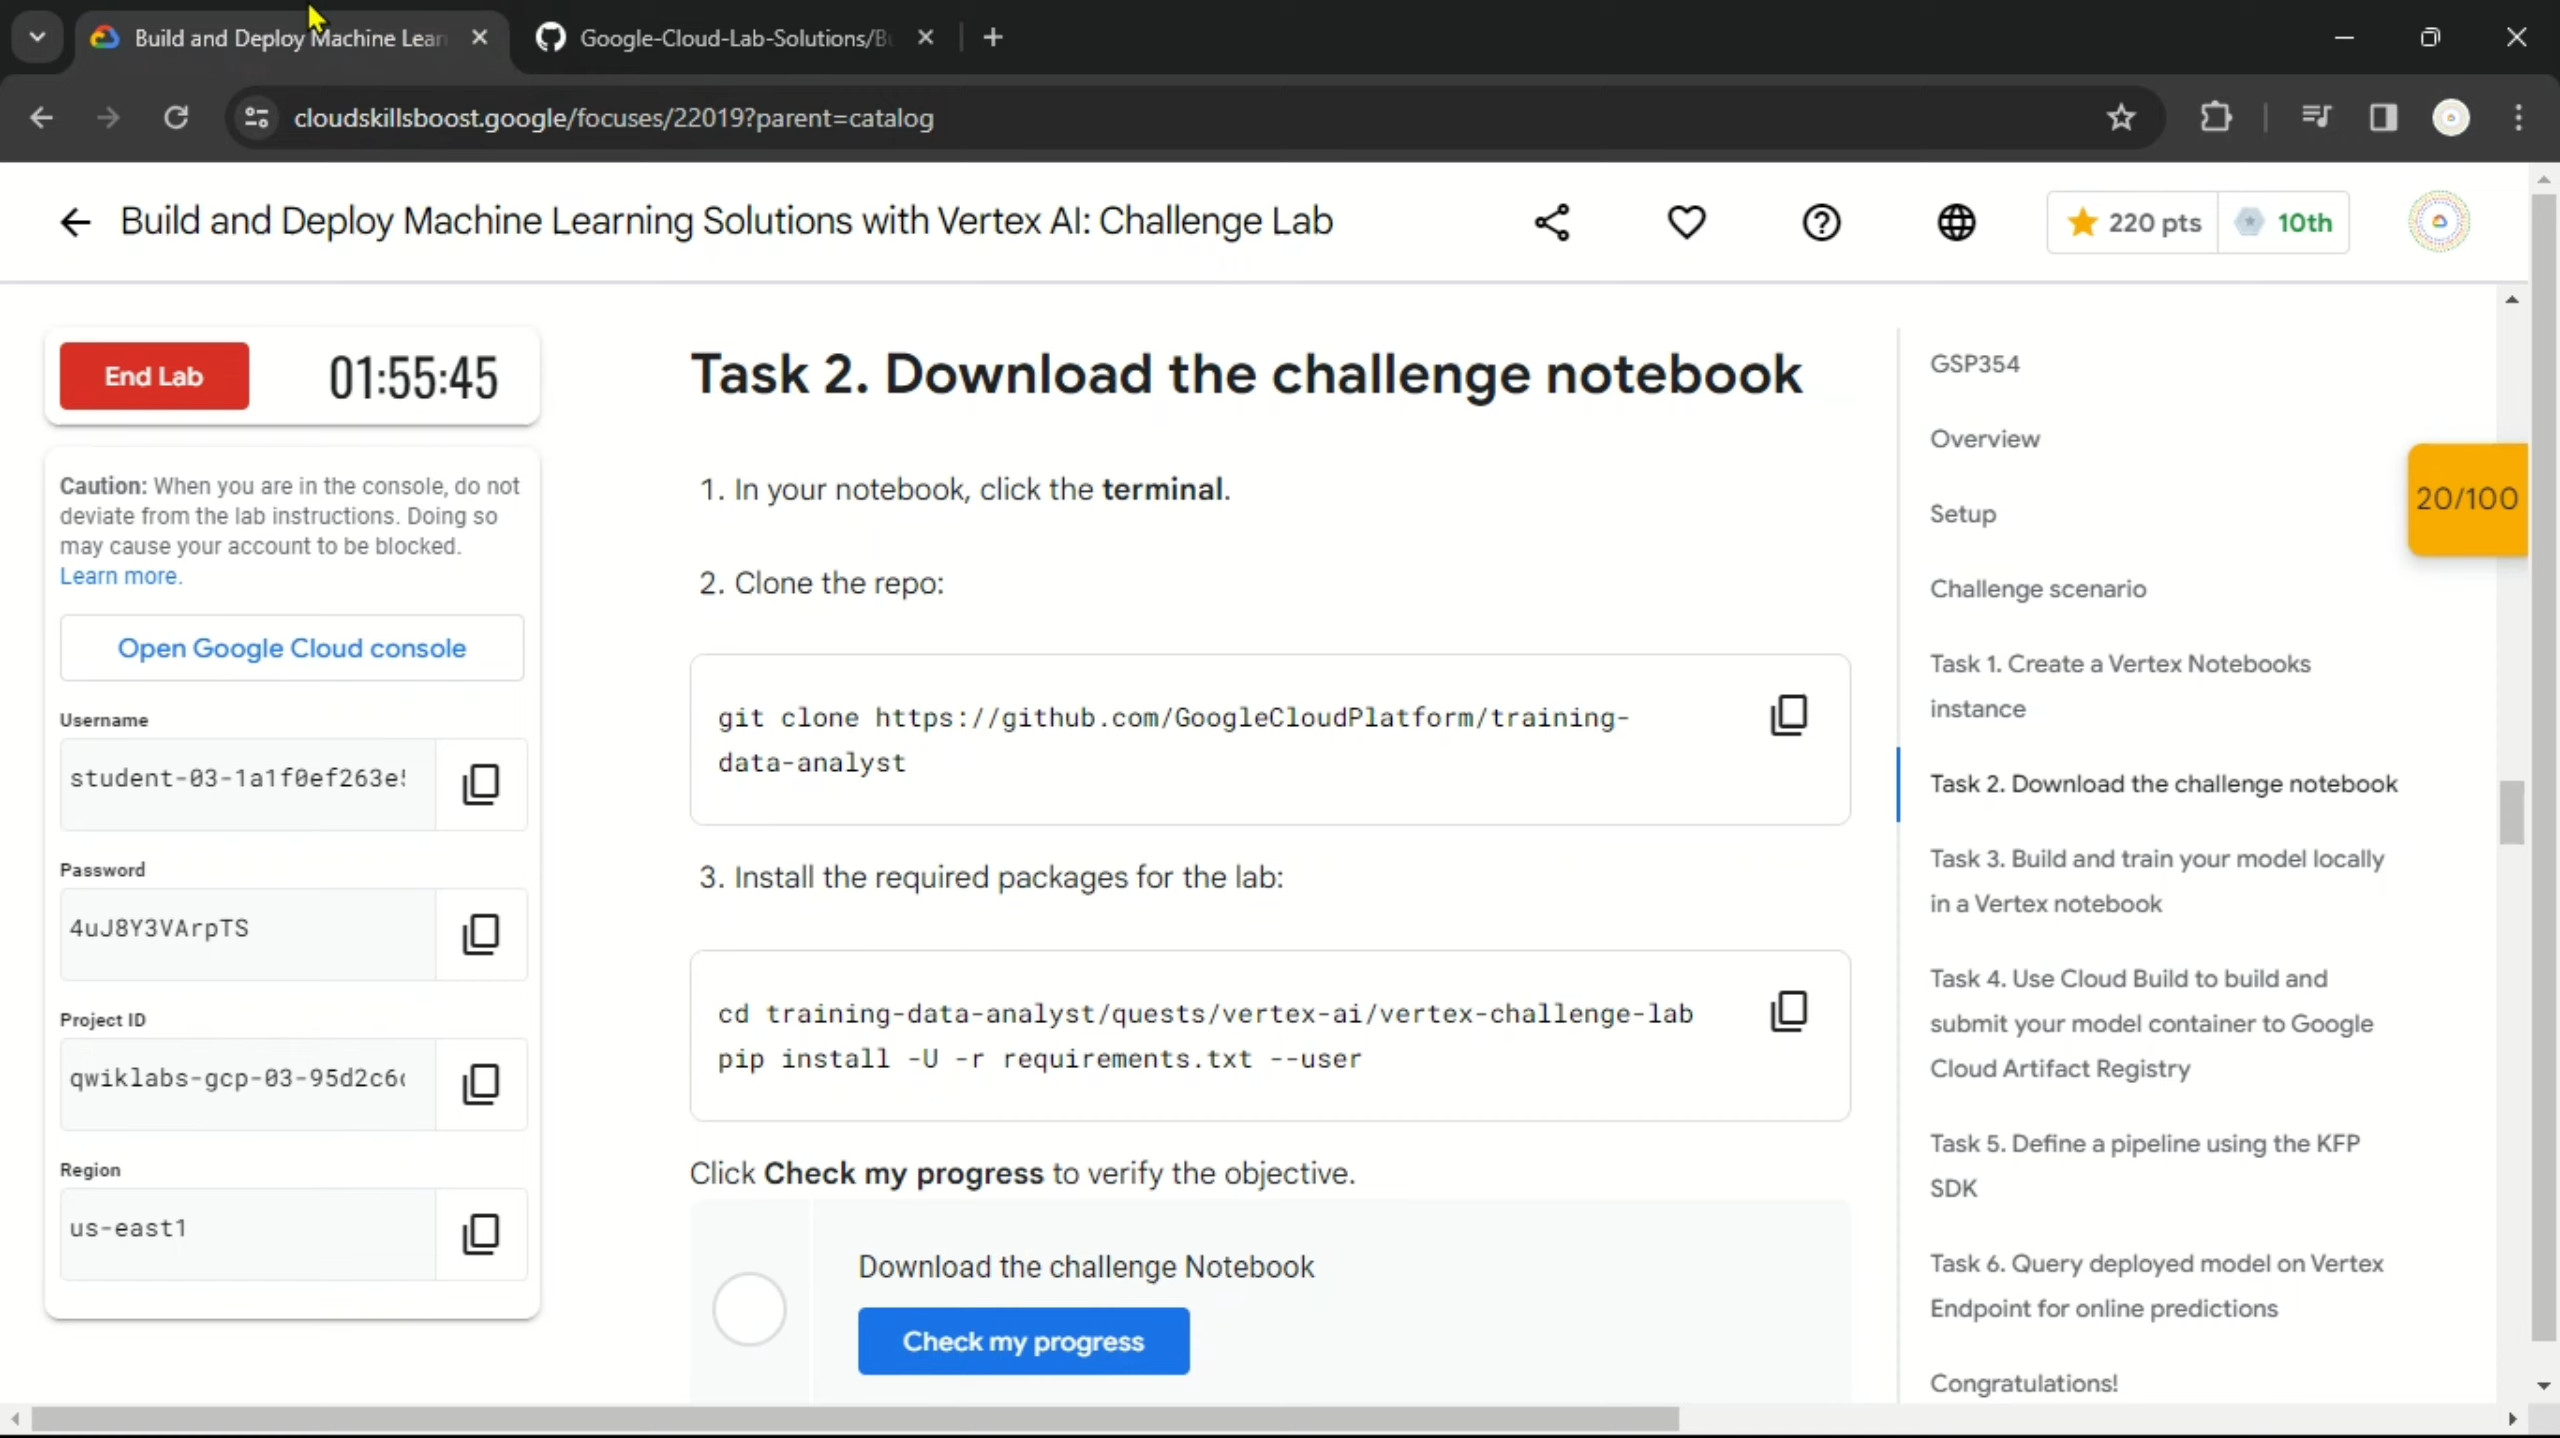 Build and Deploy Machine Lear
Google-Cloud-Lab-Solutions/B
cloudskillsboost.google/focuses/22019?parent=catalog
Build and Deploy Machine Learning Solutions with Vertex AI: Challenge Lab
220 pts
10th
End Lab
01:55:45
Caution: When you are in the console, do not
deviate from the lab instructions. Doing so
may cause your account to be blocked.
Learn more.
Open Google Cloud console
Username
student-03-1a1f0ef263e
Password
4uJ8Y3VArpTS
Project ID
qwiklabs-gcp-03-95d2c6
Region
us-east1
Task 2. Download the challenge notebook
1. In your notebook, click the terminal.
2. Clone the repo:
git clone https://github.com/GoogleCloudPlatform/training-
data-analyst
3. Install the required packages for the lab:
cd training-data-analyst/quests/vertex-ai/vertex-challenge-lab
pip install -U -r requirements.txt --user
Click Check my progress to verify the objective.
Download the challenge Notebook
Check my progress
GSP354
Overview
Setup
Challenge scenario
Task 1. Create a Vertex Notebooks
instance
Task 2. Download the challenge notebook
Task 3. Build and train your model locally
in a Vertex notebook
Task 4. Use Cloud Build to build and
submit your model container to Google
Cloud Artifact Registry
Task 5. Define a pipeline using the KFP
SDK
Task 6. Query deployed model on Vertex
Endpoint for online predictions
Congratulations!
20/100